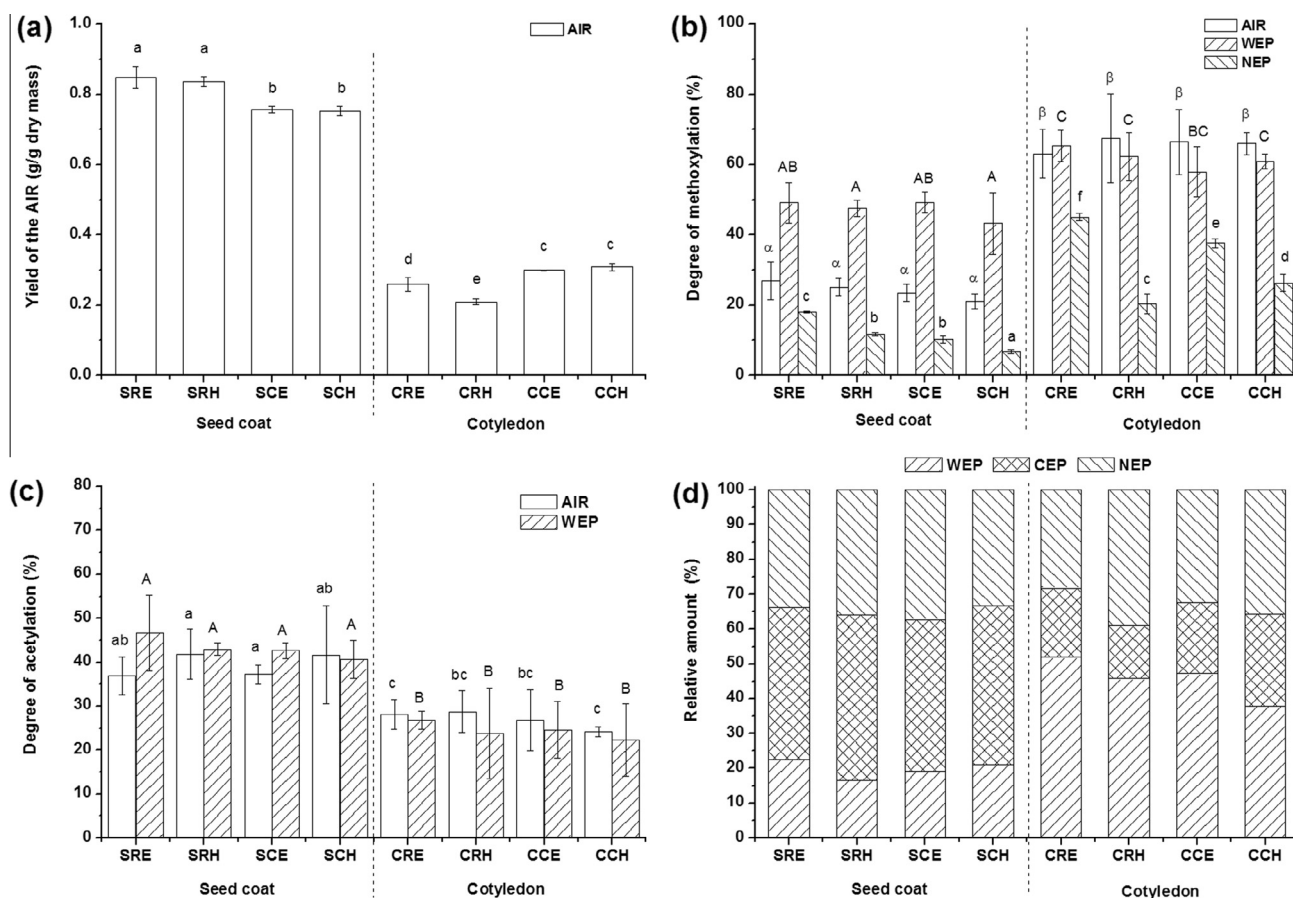 (a)
AIR
Yield of the AIR (g/g dry mass)
1.0
0.8
0.6
0.4
0.2
0.0
a a b b d e c c
SRE SRH SCE SCH CRE CRH CCE CCH
Seed coat Cotyledon
(b)
AIR
WEP
NEP
Degree of methoxylation (%)
100
80
60
40
20
0
α AB c α A b α AB b α A a β C f β C c β BC e β C d
SRE SRH SCE SCH CRE CRH CCE CCH
Seed coat Cotyledon
(c)
AIR
WEP
Degree of acetylation (%)
80
70
60
50
40
30
20
10
0
ab A a A a A ab A c B bc B bc B c B
SRE SRH SCE SCH CRE CRH CCE CCH
Seed coat Cotyledon
WEP CEP NEP
(d)
Relative amount (%)
100
90
80
70
60
50
40
30
20
10
0
SRE SRH SCE SCH CRE CRH CCE CCH
Seed coat Cotyledon